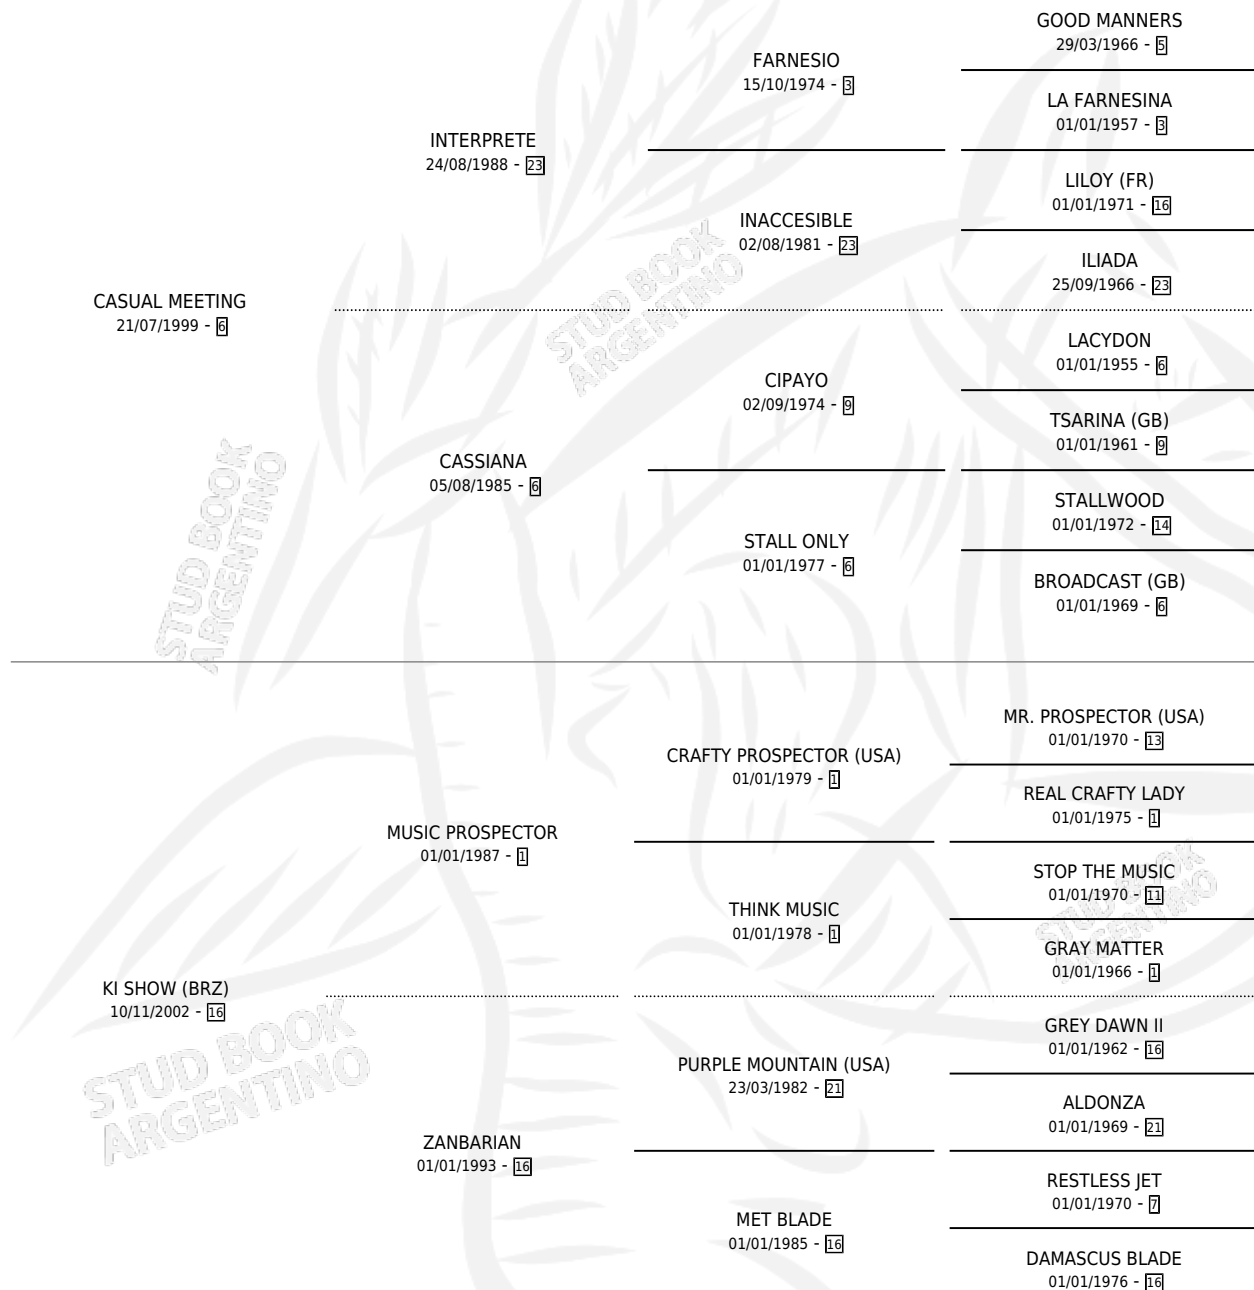 GOOD MANNERS
29/03/1966 - 5
FARNESIO
15/10/1974 - 3
LA FARNESINA
01/01/1957 - 3
INTERPRETE
24/08/1988 - 23
LILOY (FR)
01/01/1971 - 16
INACCESIBLE
02/08/1981 - 23
ILIADA
25/09/1966 - 23
CASUAL MEETING
21/07/1999 - 6
LACYDON
01/01/1955 - 6
CIPAYO
02/09/1974 - 9
TSARINA (GB)
01/01/1961 - 9
CASSIANA
05/08/1985 - 6
STALLWOOD
01/01/1972 - 14
STALL ONLY
01/01/1977 - 6
BROADCAST (GB)
01/01/1969 - 6
MR. PROSPECTOR (USA)
01/01/1970 - 13
CRAFTY PROSPECTOR (USA)
01/01/1979 - 1
REAL CRAFTY LADY
01/01/1975 - 1
MUSIC PROSPECTOR
01/01/1987 - 1
STOP THE MUSIC
01/01/1970 - 11
THINK MUSIC
01/01/1978 - 1
GRAY MATTER
01/01/1966 - 1
KI SHOW (BRZ)
10/11/2002 - 16
GREY DAWN II
01/01/1962 - 16
PURPLE MOUNTAIN (USA)
23/03/1982 - 21
ALDONZA
01/01/1969 - 21
ZANBARIAN
01/01/1993 - 16
RESTLESS JET
01/01/1970 - 7
MET BLADE
01/01/1985 - 16
DAMASCUS BLADE
01/01/1976 - 16
STUD BOOK
ARGENTINO
STUD BOOK
ARGENTINO
STUD BOOK
ARGENTINO
STUD BOOK
ARGENTINO